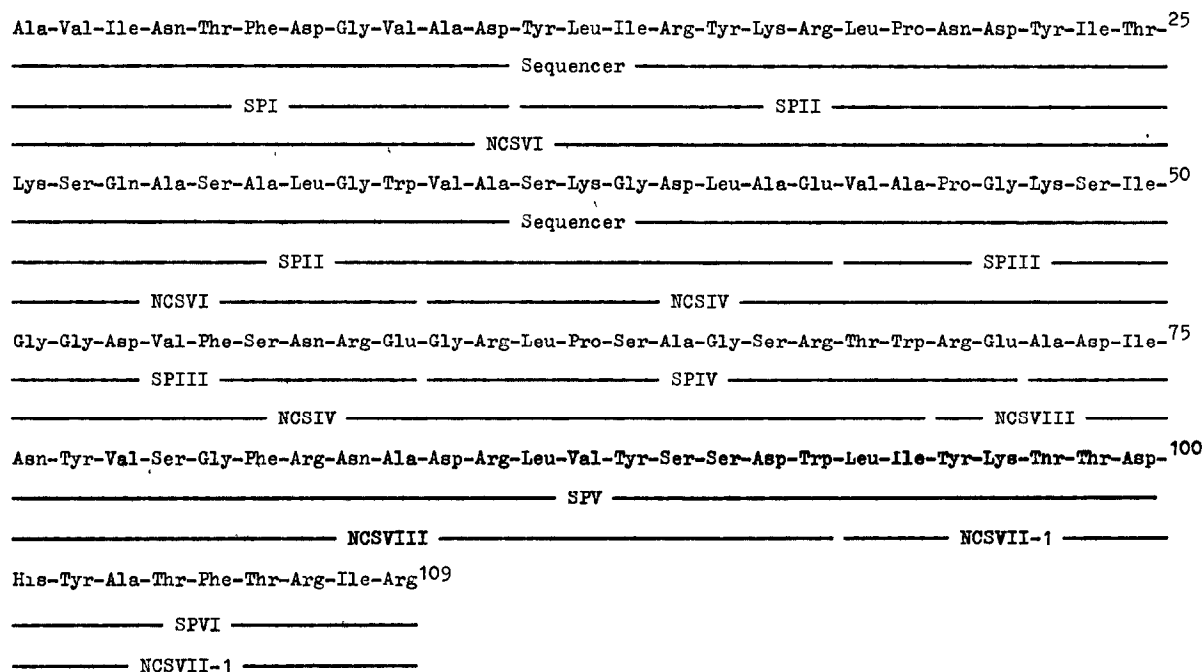 Ala-Val-Ile-Asn-Thr-Phe-Asp-Gly-Val-Ala-Asp-Tyr-Leu-Ile-Arg-Tyr-Lys-Arg-Leu-Pro-Asn-Asp-Tyr-Ile-Thr-25
Sequencer
SPI SPII
NCSVI
Lys-Ser-Gln-Ala-Ser-Ala-Leu-Gly-Trp-Val-Ala-Ser-Lys-Gly-Asp-Leu-Ala-Glu-Val-Ala-Pro-Gly-Lys-Ser-Ile-50
Sequencer
SPII SPIII
NCSVI NCSIV
Gly-Gly-Asp-Val-Phe-Ser-Asn-Arg-Glu-Gly-Arg-Leu-Pro-Ser-Ala-Gly-Ser-Arg-Thr-Trp-Arg-Glu-Ala-Asp-Ile-75
SPIII SPIV
NCSIV NCSVIII
Asn-Tyr-Val-Ser-Gly-Phe-Arg-Asn-Ala-Asp-Arg-Leu-Val-Tyr-Ser-Ser-Asp-Trp-Leu-Ile-Tyr-Lys-Thr-Thr-Asp-100
SPV
NCSVIII NCSVII-1
His-Tyr-Ala-Thr-Phe-Thr-Arg-Ile-Arg109
SPVI
NCSVII-1